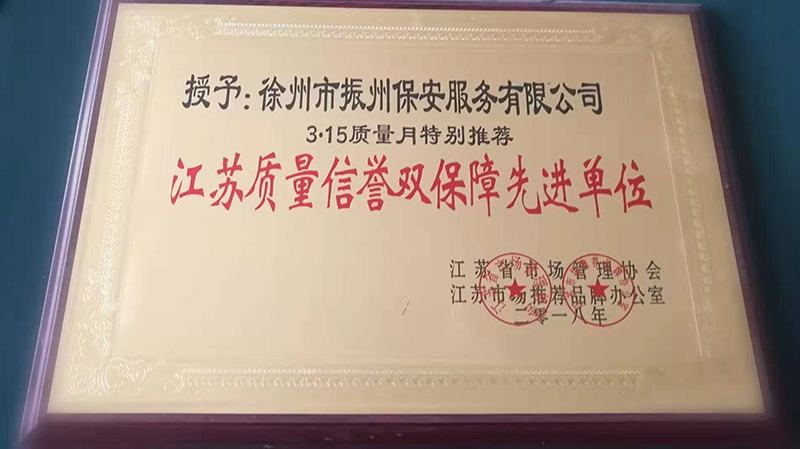 授予：徐州市振州保安服务有限公司
3·15质量月特别推荐
江苏质量信誉双保障先进单位
江苏省市场管理协会
江苏市场推荐品牌办公室
二零一八年